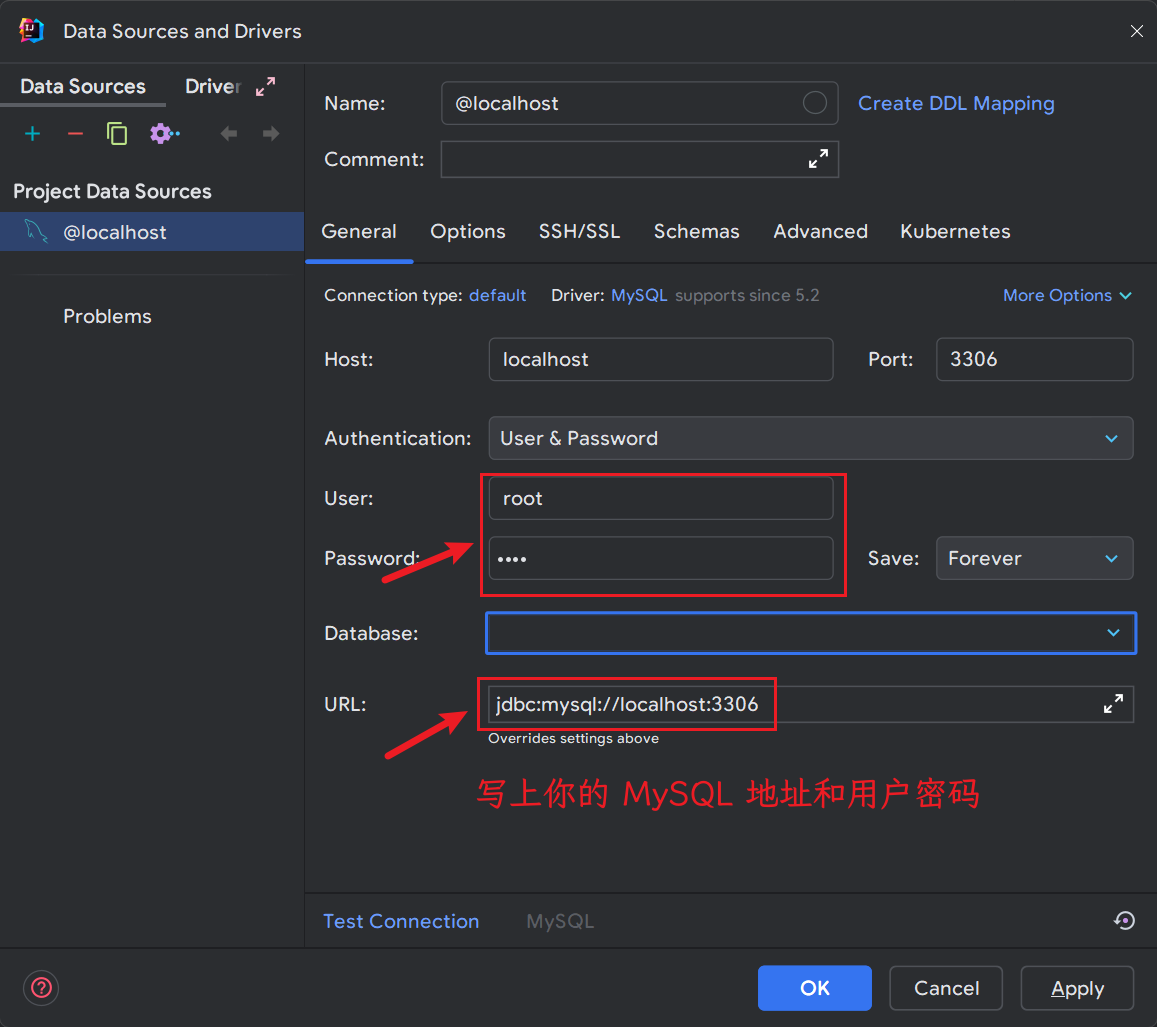 Data Sources and Drivers
Data Sources Driver
Project Data Sources
@localhost
Problems
Name: @localhost Create DDL Mapping
Comment:
General Options SSH/SSL Schemas Advanced Kubernetes
Connection type: default Driver: MySQL supports since 5.2 More Options
Host: localhost Port: 3306
Authentication: User & Password
User: root
Password: •••• Save: Forever
Database:
URL: jdbc:mysql://localhost:3306
Overrides settings above
写上你的 MySQL 地址和用户密码
Test Connection MySQL
? OK Cancel Apply